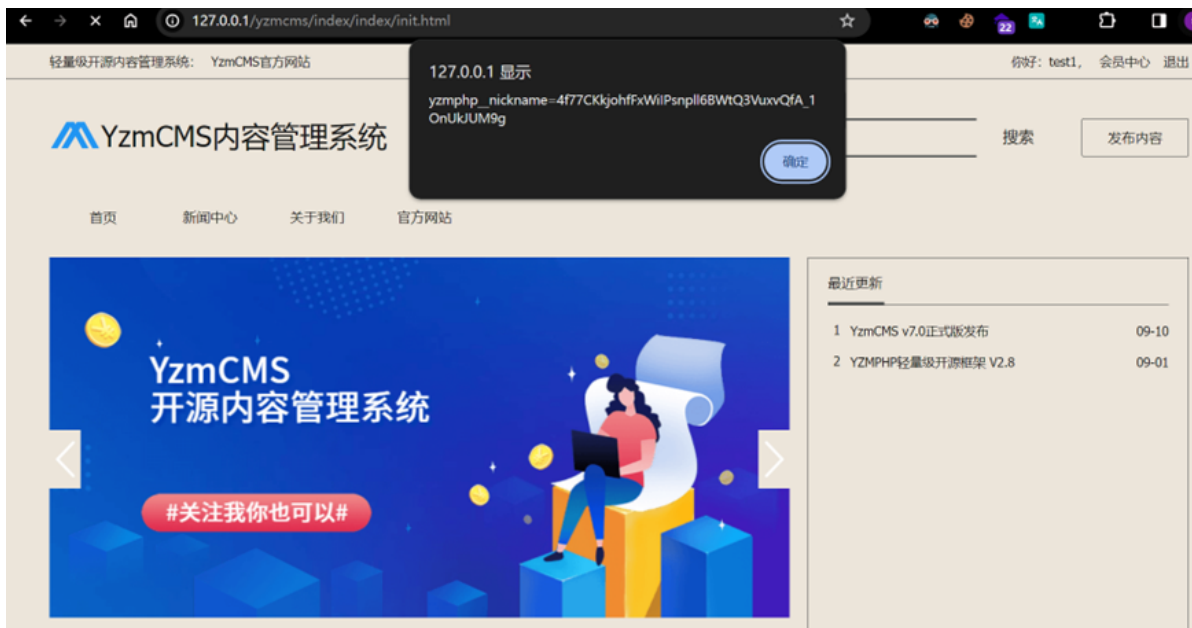 127.0.0.1/yzmcms/index/index/init.html
22
轻量级开源内容管理系统: YzmCMS官方网站
你好: test1, 会员中心 退出
127.0.0.1 显示
yzmphp__nickname=4f77CKkjohfFxWiIPsnpll6BWtQ3VuxvQfA_1
OnUkJUM9g
确定
YzmCMS内容管理系统
搜索
发布内容
首页 新闻中心 关于我们 官方网站
YzmCMS
开源内容管理系统
#关注我你也可以#
最近更新
1 YzmCMS v7.0正式版发布 09-10
2 YZMPHP轻量级开源框架 V2.8 09-01